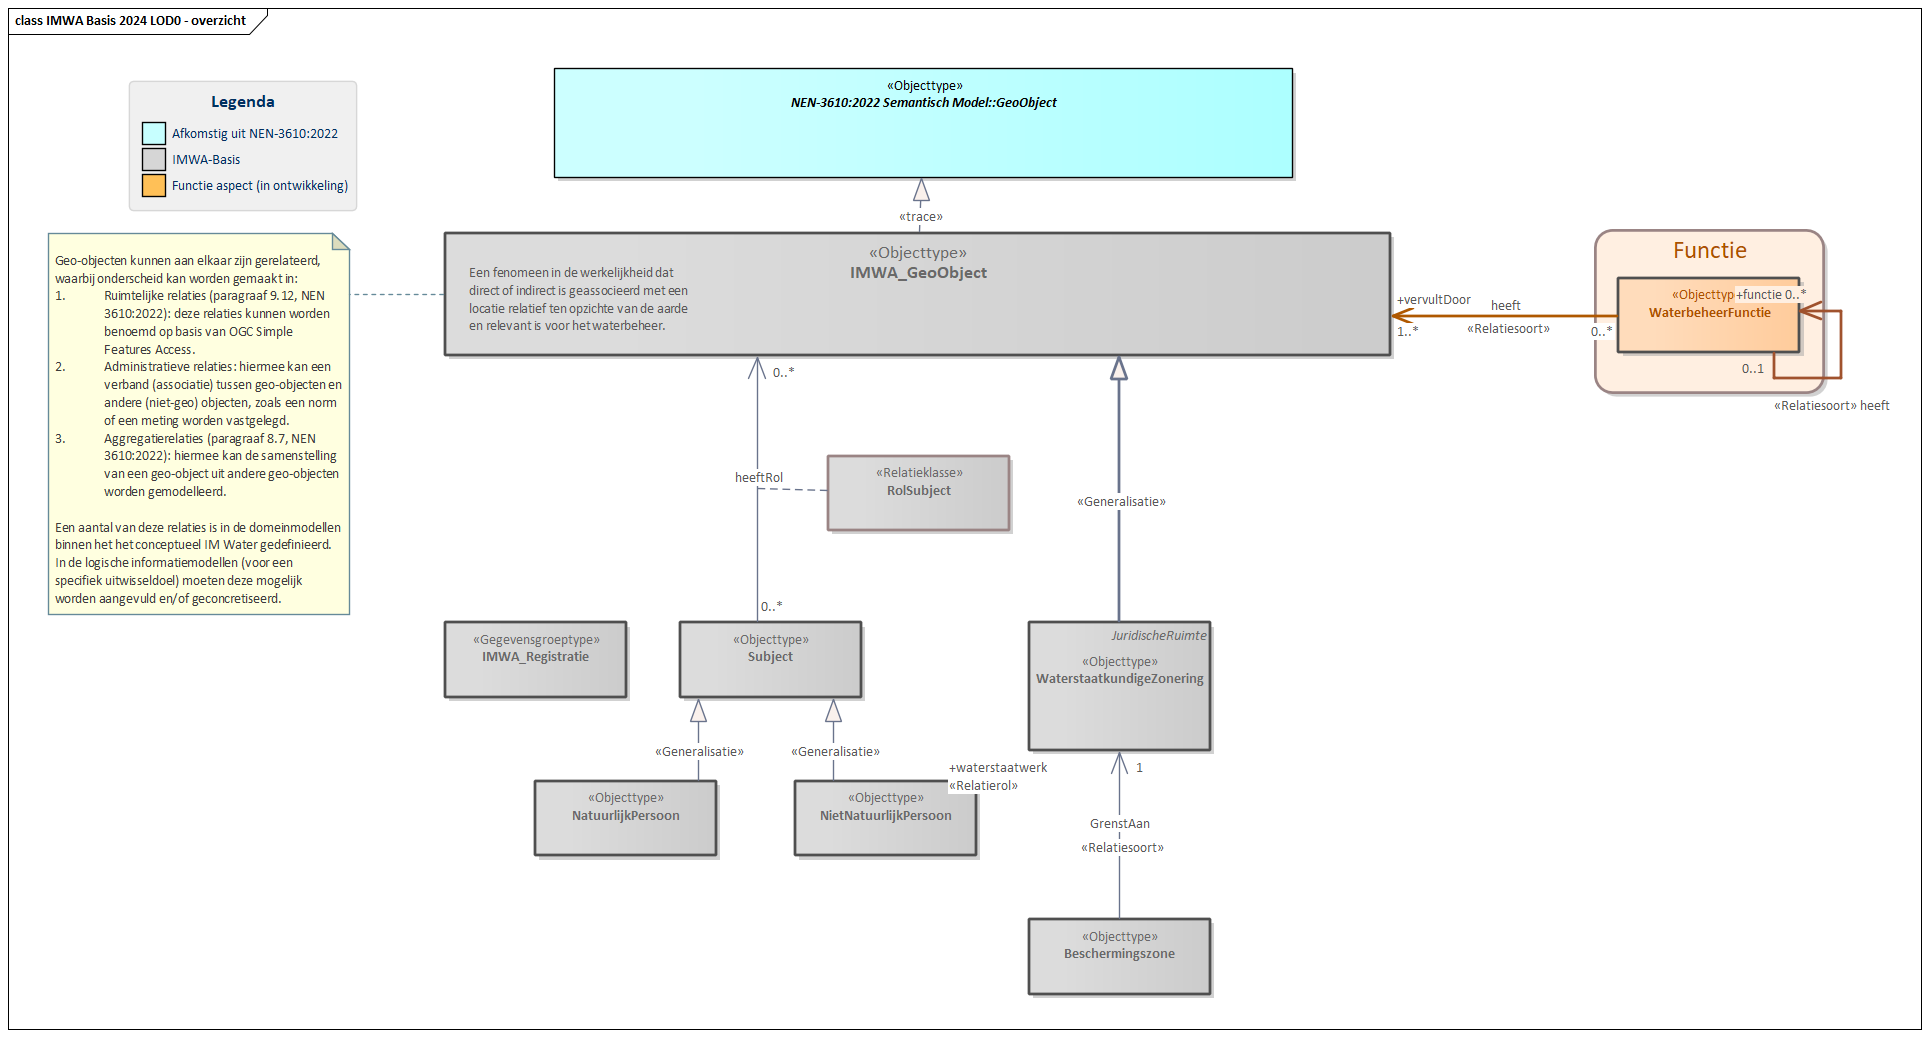 class IMWA Basis 2024 LOD0 - overzicht
Legenda
Afkomstig uit NEN-3610:2022
IMWA-Basis
Functie aspect (in ontwikkeling)
«Objecttype»
NEN-3610:2022 Semantisch Model::GeoObject
«trace»
Geo-objecten kunnen aan elkaar zijn gerelateerd,
waarbij onderscheid kan worden gemaakt in:
1. Ruimtelijke relaties (paragraaf 9.12, NEN
3610:2022): deze relaties kunnen worden
benoemd op basis van OGC Simple
Features Access.
2. Administratieve relaties: hiermee kan een
verband (associatie) tussen geo-objecten en
andere (niet-geo) objecten, zoals een norm
of een meting worden vastgelegd.
3. Aggregatierelaties (paragraaf 8.7, NEN
3610:2022): hiermee kan de samenstelling
van een geo-object uit andere geo-objecten
worden gemodelleerd.
Een aantal van deze relaties is in de domeinmodellen
binnen het het conceptueel IM Water gedefinieerd.
In de logische informatiemodellen (voor een
specifiek uitwisseldoel) moeten deze mogelijk
worden aangevuld en/of geconcretiseerd.
«Objecttype»
IMWA_GeoObject
Een fenomeen in de werkelijkheid dat
direct of indirect is geassocieerd met een
locatie relatief ten opzichte van de aarde
en relevant is voor het waterbeheer.
+vervultDoor
1..*
heeft
«Relatiesoort»
0..*
Functie
«Objecttyp
+functie 0..*
WaterbeheerFunctie
0..1
«Relatiesoort» heeft
0..*
heeftRol
«Relatieklasse»
RolSubject
0..*
«Generalisatie»
«Gegevensgroeptype»
IMWA_Registratie
«Objecttype»
Subject
JuridischeRuimte
«Objecttype»
WaterstaatkundigeZonering
«Generalisatie»
«Generalisatie»
+waterstaatwerk
«Relatierol»
1
«Objecttype»
NatuurlijkPersoon
«Objecttype»
NietNatuurlijkPersoon
GrenstAan
«Relatiesoort»
«Objecttype»
Beschermingszone